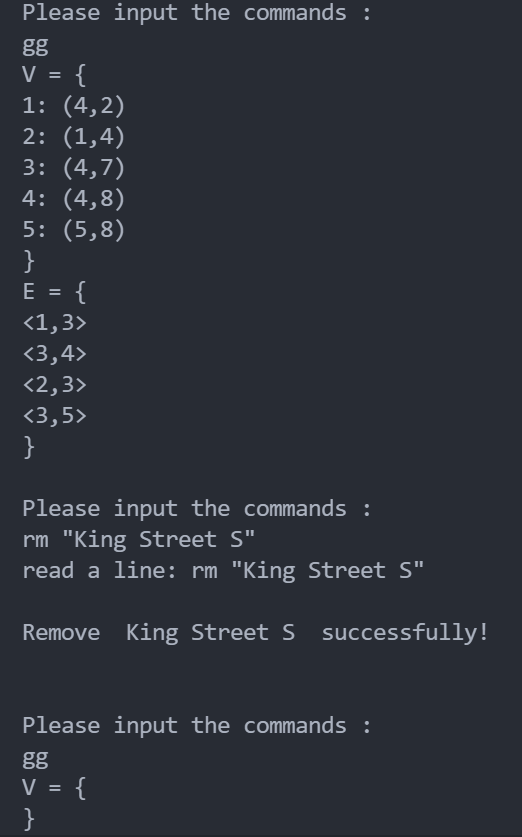 Please input the commands :
gg
V = {
1: (4,2)
2: (1,4)
3: (4,7)
4: (4,8)
5: (5,8)
}
E = {
<1,3>
<3,4>
<2,3>
<3,5>
}
Please input the commands :
rm "King Street S"
read a line: rm "King Street S"
Remove  King Street S  successfully!
Please input the commands :
gg
V = {
}